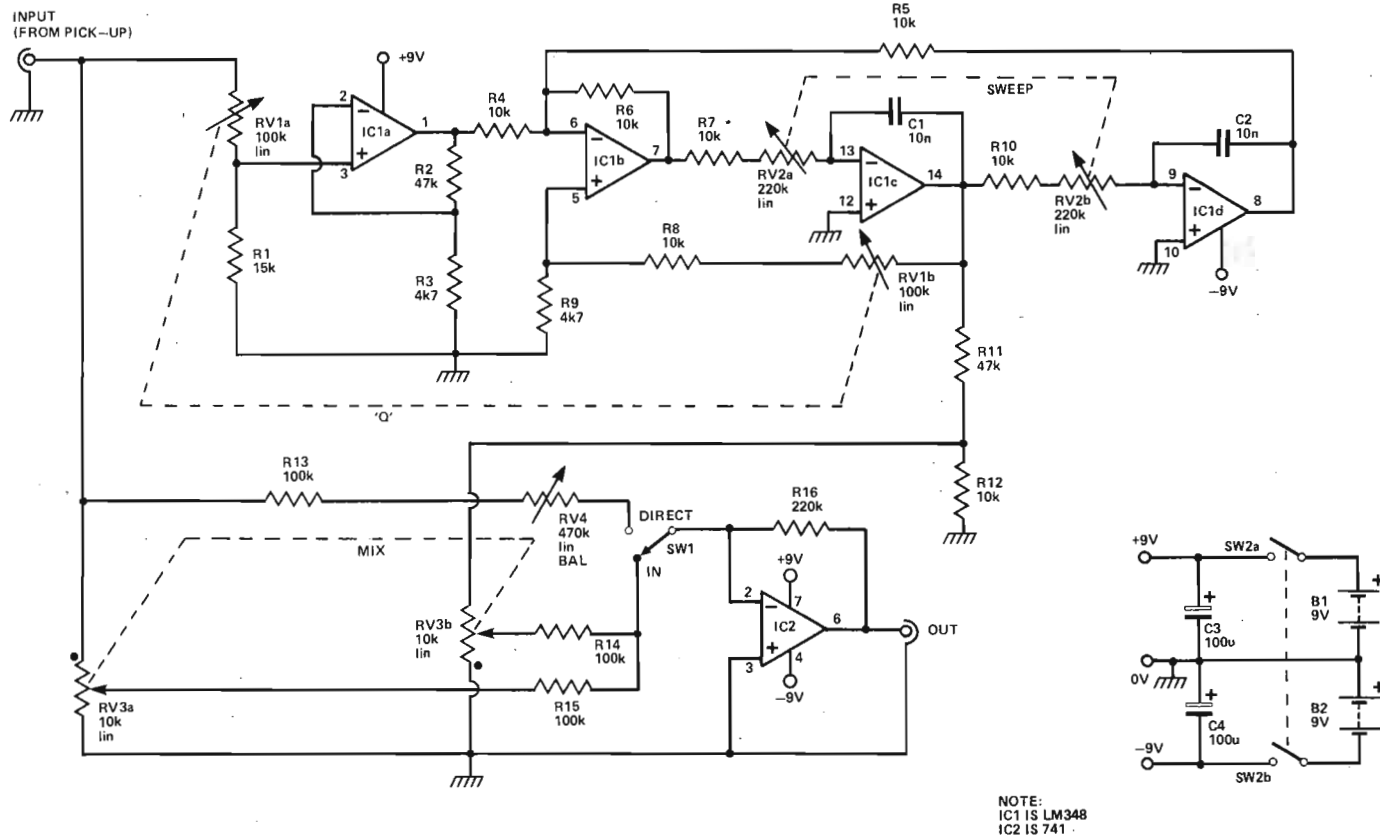 INPUT
(FROM PICK–UP)
RV1a
100k
lin
+9V
2
−
IC1a
+
3
1
R1
15k
R2
47k
R3
4k7
R4
10k
R5
10k
R6
10k
6
−
IC1b
+
5
7
R7
10k
RV2a
220k
lin
SWEEP
C1
10n
13
−
IC1c
+
12
14
R8
10k
RV1b
100k
lin
R9
4k7
R10
10k
RV2b
220k
lin
C2
10n
9
−
IC1d
+
10
8
−9V
'Q'
R11
47k
R12
10k
R13
100k
RV4
470k
lin
BAL
DIRECT
SW1
IN
MIX
RV3b
10k
lin
R14
100k
R15
100k
RV3a
10k
lin
R16
220k
+9V
2
−
7
IC2
6
+
3
4
−9V
OUT
+9V
SW2a
+
C3
100u
B1
9V
+
0V
+
C4
100u
B2
9V
+
−9V
SW2b
NOTE:
IC1 IS LM348
IC2 IS 741